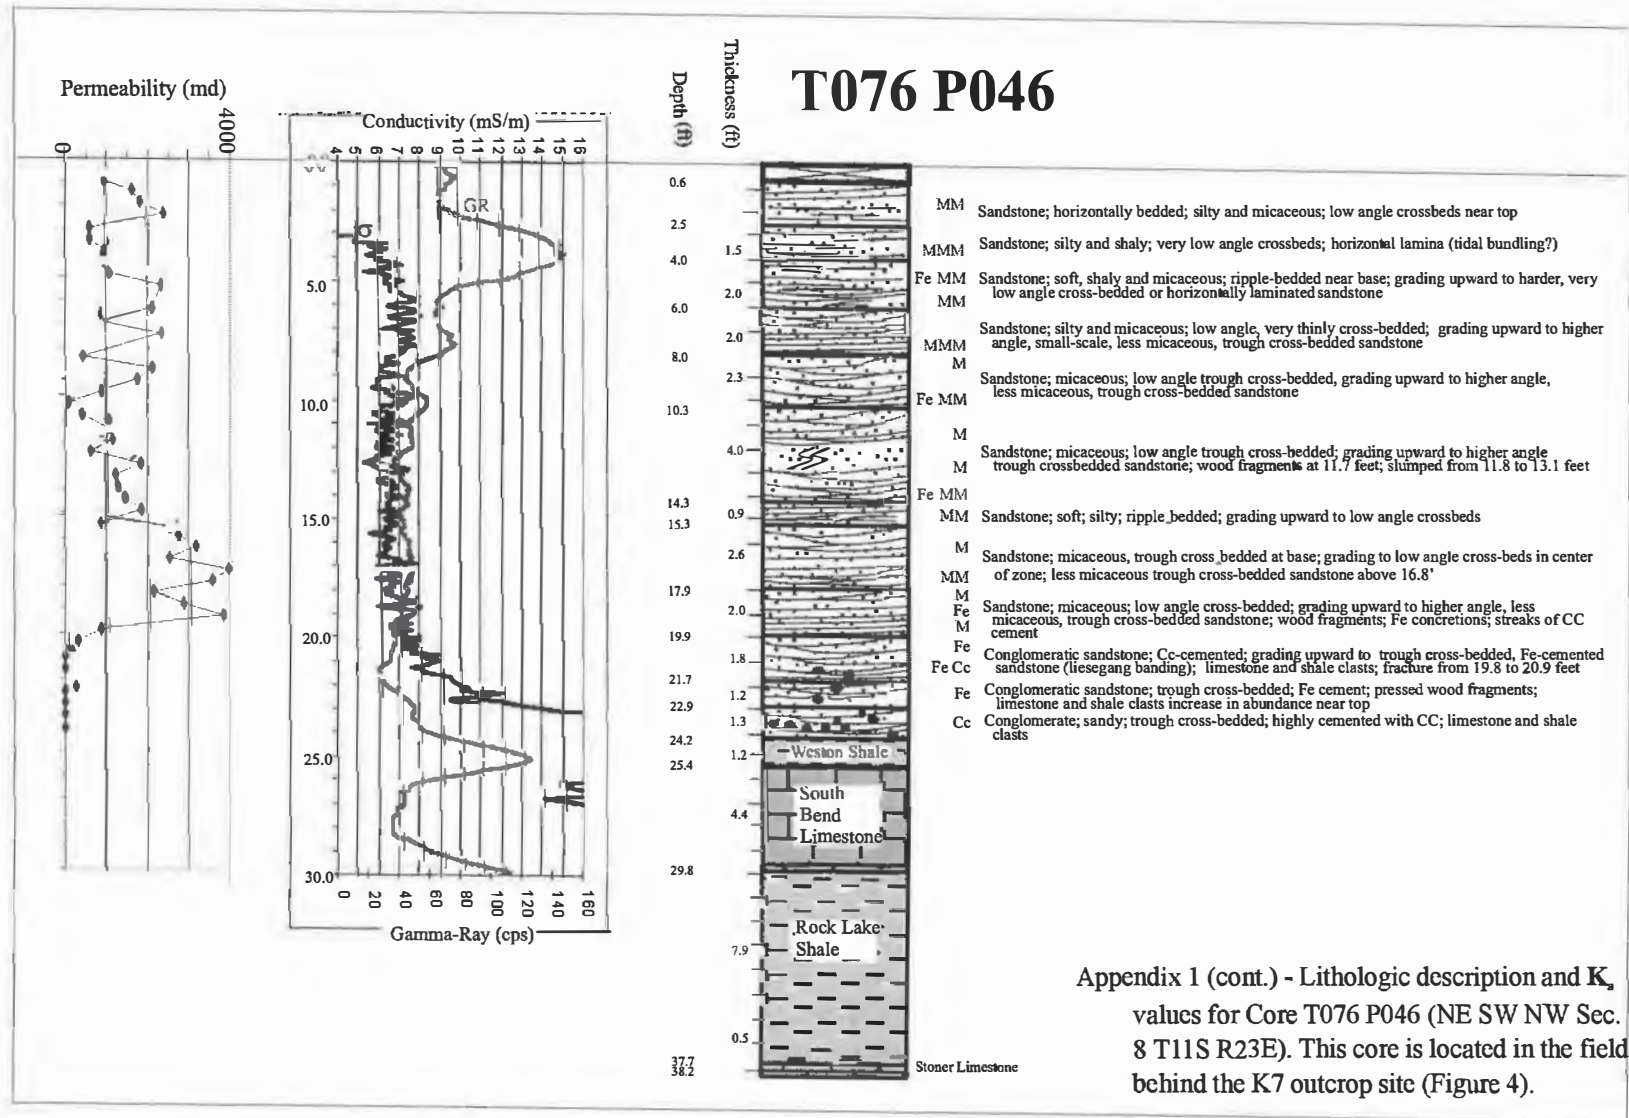 T076 P046
Permeability (md)
0
4000
Conductivity (mS/m)
4 5 6 7 8 9 10 11 12 13 14 15 16
GR
σ
5.0
10.0
15.0
20.0
25.0
30.0
0 20 40 60 80 100 120 140 160
Gamma-Ray (cps)
Depth (ft)
0.6
2.5
4.0
6.0
8.0
10.3
14.3
15.3
17.9
19.9
21.7
22.9
24.2
25.4
29.8
37.7
38.2
Thickness (ft)
1.5
2.0
2.0
2.3
4.0
0.9
2.6
2.0
1.8
1.2
1.3
1.2
4.4
7.9
0.5
Weston Shale
South
Bend
Limestone
Rock Lake
Shale
Stoner Limestone
MM
Sandstone; horizontally bedded; silty and micaceous; low angle crossbeds near top
MMM
Sandstone; silty and shaly; very low angle crossbeds; horizontal lamina (tidal bundling?)
Fe MM
MM
Sandstone; soft, shaly and micaceous; ripple-bedded near base; grading upward to harder, very
low angle cross-bedded or horizontally laminated sandstone
MMM
Sandstone; silty and micaceous; low angle, very thinly cross-bedded; grading upward to higher
angle, small-scale, less micaceous, trough cross-bedded sandstone
M
Fe MM
Sandstone; micaceous; low angle trough cross-bedded, grading upward to higher angle,
less micaceous, trough cross-bedded sandstone
M
M
Fe MM
Sandstone; micaceous; low angle trough cross-bedded; grading upward to higher angle
trough crossbedded sandstone; wood fragments at 11.7 feet; slumped from 11.8 to 13.1 feet
MM
Sandstone; soft; silty; ripple bedded; grading upward to low angle crossbeds
M
MM
Sandstone; micaceous, trough cross bedded at base; grading to low angle cross-beds in center
of zone; less micaceous trough cross-bedded sandstone above 16.8'
M
Fe
M
Sandstone; micaceous; low angle cross-bedded; grading upward to higher angle, less
micaceous, trough cross-bedded sandstone; wood fragments; Fe concretions; streaks of CC
cement
Fe
Fe Cc
Conglomeratic sandstone; Cc-cemented; grading upward to trough cross-bedded, Fe-cemented
sandstone (liesegang banding); limestone and shale clasts; fracture from 19.8 to 20.9 feet
Fe
Conglomeratic sandstone; trough cross-bedded; Fe cement; pressed wood fragments;
limestone and shale clasts increase in abundance near top
Cc
Conglomerate; sandy; trough cross-bedded; highly cemented with CC; limestone and shale
clasts
Appendix 1 (cont.) - Lithologic description and Kₐ
values for Core T076 P046 (NE SW NW Sec.
8 T11S R23E). This core is located in the field
behind the K7 outcrop site (Figure 4).